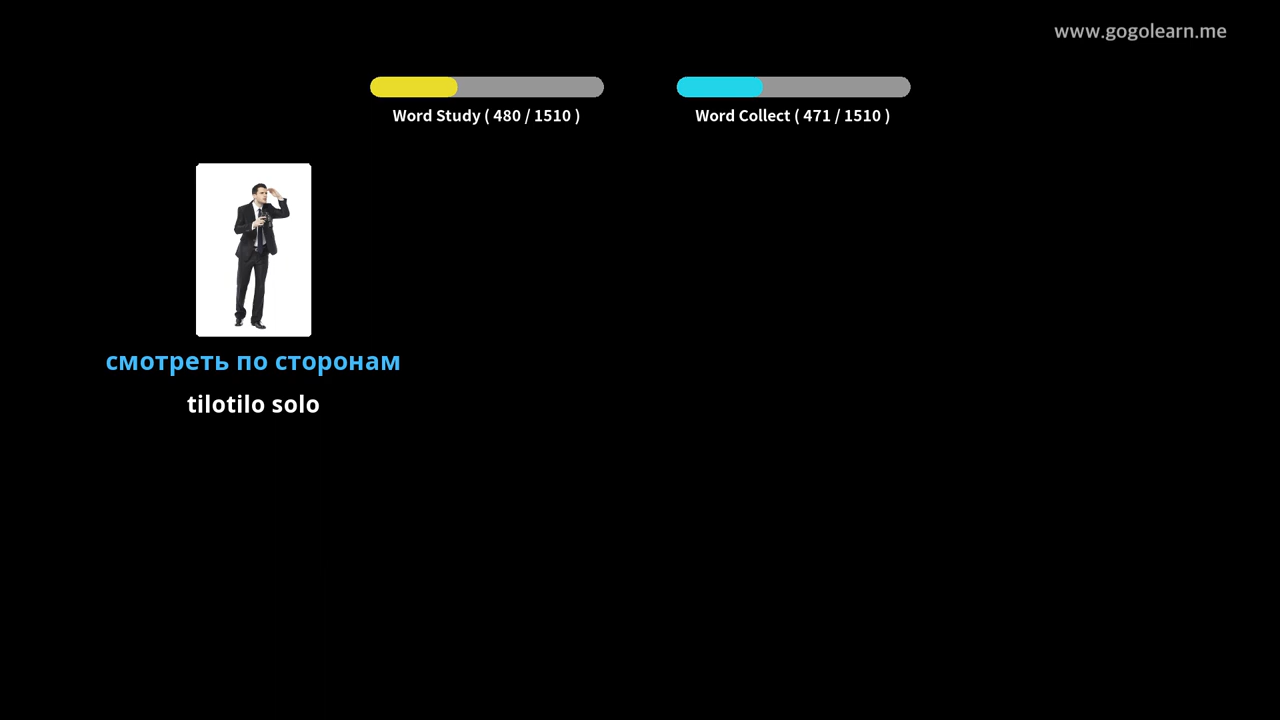 www.gogolearn.me
Word Study ( 480 / 1510 )
Word Collect ( 471 / 1510 )
смотреть по сторонам
tilotilo solo